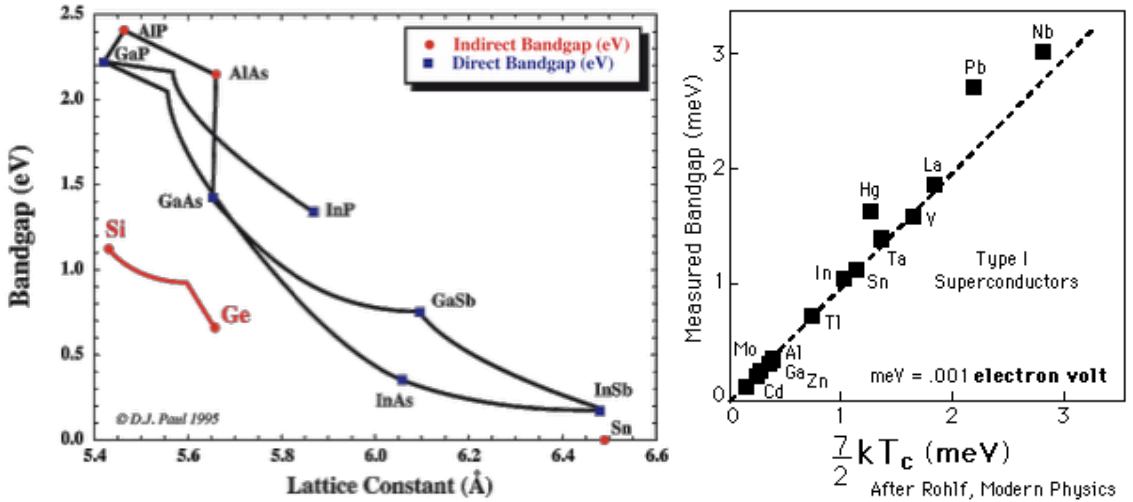 Bandgap (eV)
2.5
2.0
1.5
1.0
0.5
0.0
AlP
GaP
AlAs
Indirect Bandgap (eV)
Direct Bandgap (eV)
GaAs
InP
Si
Ge
GaSb
InAs
InSb
Sn
© D.J. Paul 1995
5.4 5.6 5.8 6.0 6.2 6.4 6.6
Lattice Constant (Å)
Measured Bandgap (meV)
3
2
1
0
Nb
Pb
La
Hg
V
Ta
In
Sn
Tl
Mo
Al
Ga
Zn
Cd
Type I
Superconductors
meV = .001 electron volt
0 1 2 3
7/2 kTc (meV)
After Rohlf, Modern Physics